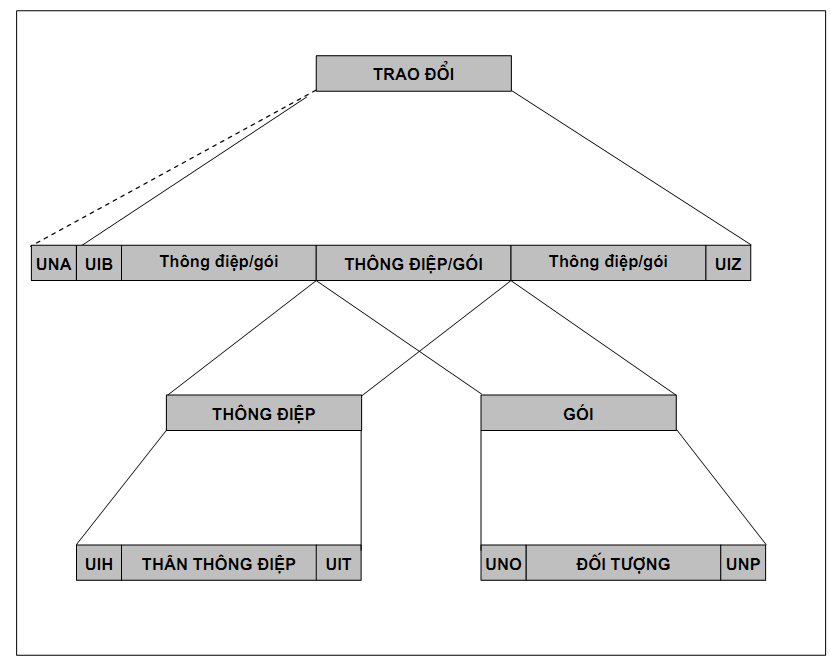 TRAO ĐỔI
UNA UIB Thông điệp/gói THÔNG ĐIỆP/GÓI Thông điệp/gói UIZ
THÔNG ĐIỆP GÓI
UIH THÂN THÔNG ĐIỆP UIT UNO ĐỐI TƯỢNG UNP